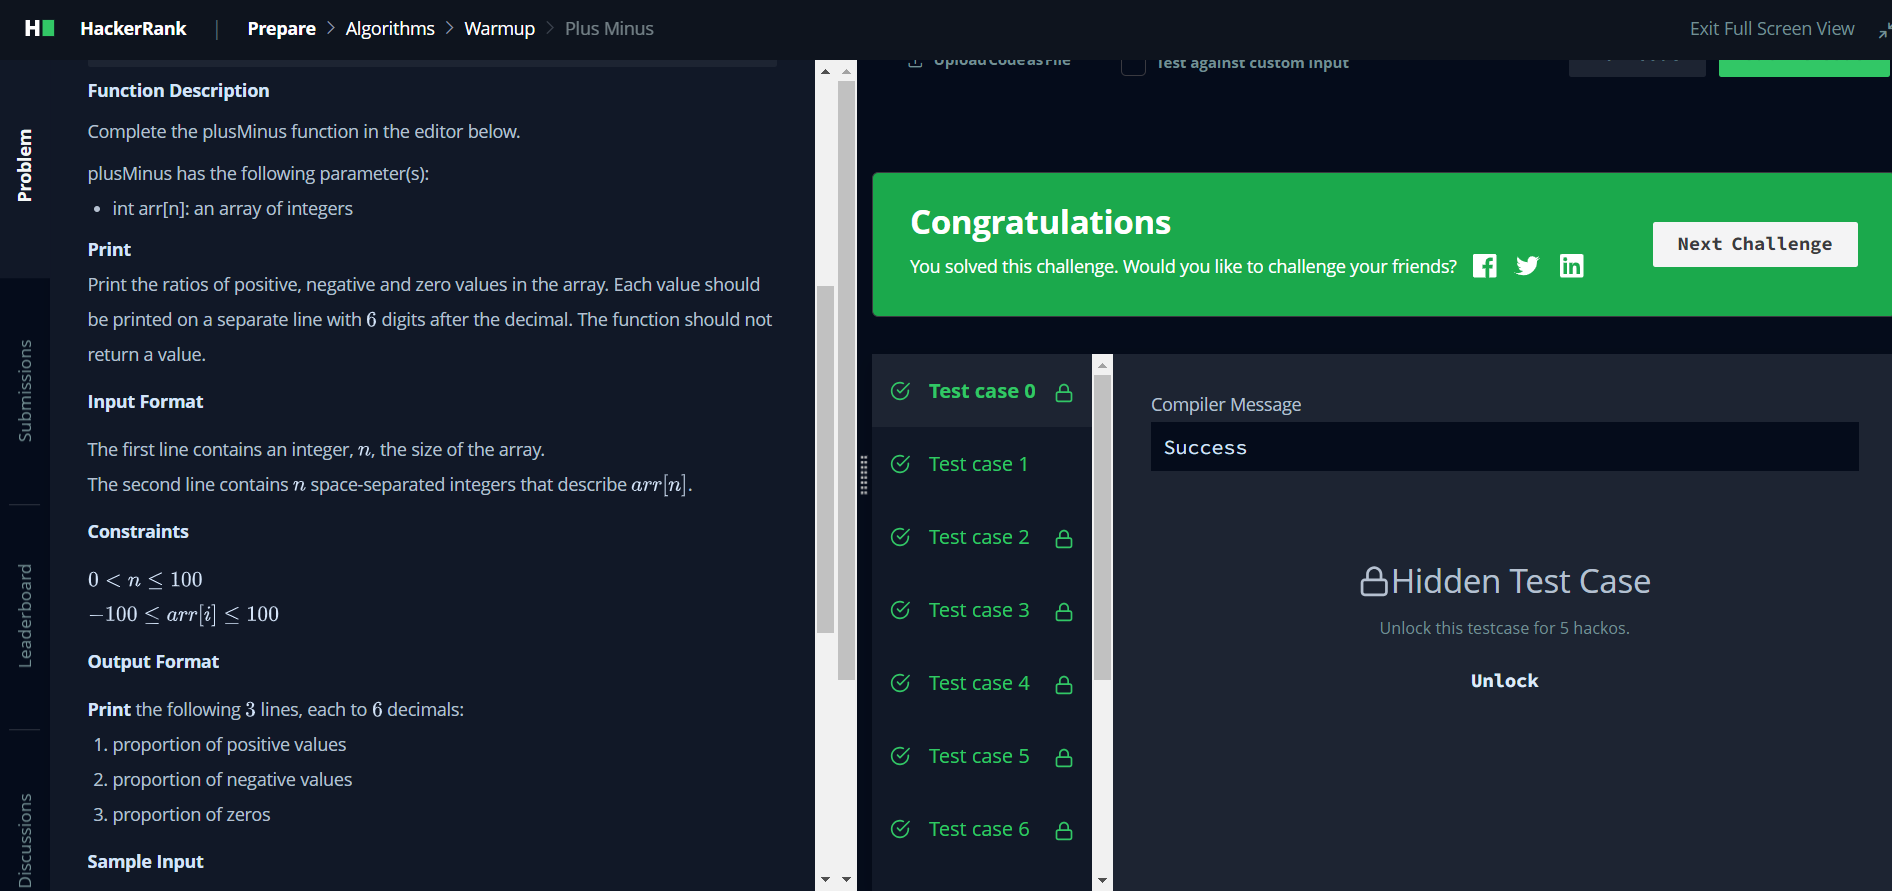 H HackerRank | Prepare > Algorithms > Warmup > Plus Minus
Exit Full Screen View
Problem
Submissions
Leaderboard
Discussions
Function Description
Complete the plusMinus function in the editor below.
plusMinus has the following parameter(s):
• int arr[n]: an array of integers
Print
Print the ratios of positive, negative and zero values in the array. Each value should
be printed on a separate line with 6 digits after the decimal. The function should not
return a value.
Input Format
The first line contains an integer, n, the size of the array.
The second line contains n space-separated integers that describe arr[n].
Constraints
0 < n ≤ 100
−100 ≤ arr[i] ≤ 100
Output Format
Print the following 3 lines, each to 6 decimals:
1. proportion of positive values
2. proportion of negative values
3. proportion of zeros
Sample Input
Upload Code as File
Test against custom input
Congratulations
You solved this challenge. Would you like to challenge your friends?
Next Challenge
Test case 0
Test case 1
Test case 2
Test case 3
Test case 4
Test case 5
Test case 6
Compiler Message
Success
Hidden Test Case
Unlock this testcase for 5 hackos.
Unlock